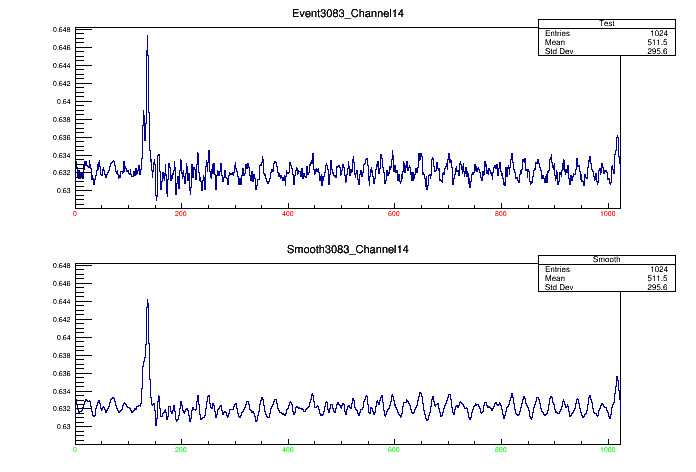 Event3083_Channel14
Test
Entries 1024
Mean 511.5
Std Dev 295.6
0.648
0.646
0.644
0.642
0.64
0.638
0.636
0.634
0.632
0.63
0 200 400 600 800 1000
Smooth3083_Channel14
Smooth
Entries 1024
Mean 511.5
Std Dev 295.6
0.648
0.646
0.644
0.642
0.64
0.638
0.636
0.634
0.632
0.63
0 200 400 600 800 1000